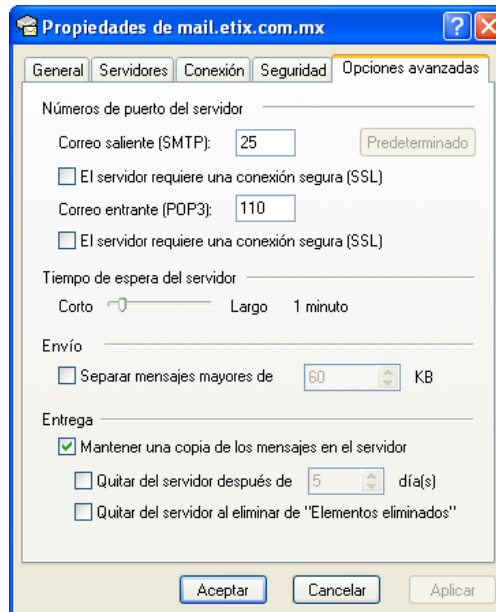 Propiedades de mail.etix.com.mx
General Servidores Conexión Seguridad Opciones avanzadas
Números de puerto del servidor
Correo saliente (SMTP): 25 Predeterminado
El servidor requiere una conexión segura (SSL)
Correo entrante (POP3): 110
El servidor requiere una conexión segura (SSL)
Tiempo de espera del servidor
Corto Largo 1 minuto
Envío
Separar mensajes mayores de 60 KB
Entrega
Mantener una copia de los mensajes en el servidor
Quitar del servidor después de 5 día(s)
Quitar del servidor al eliminar de "Elementos eliminados"
Aceptar Cancelar Aplicar